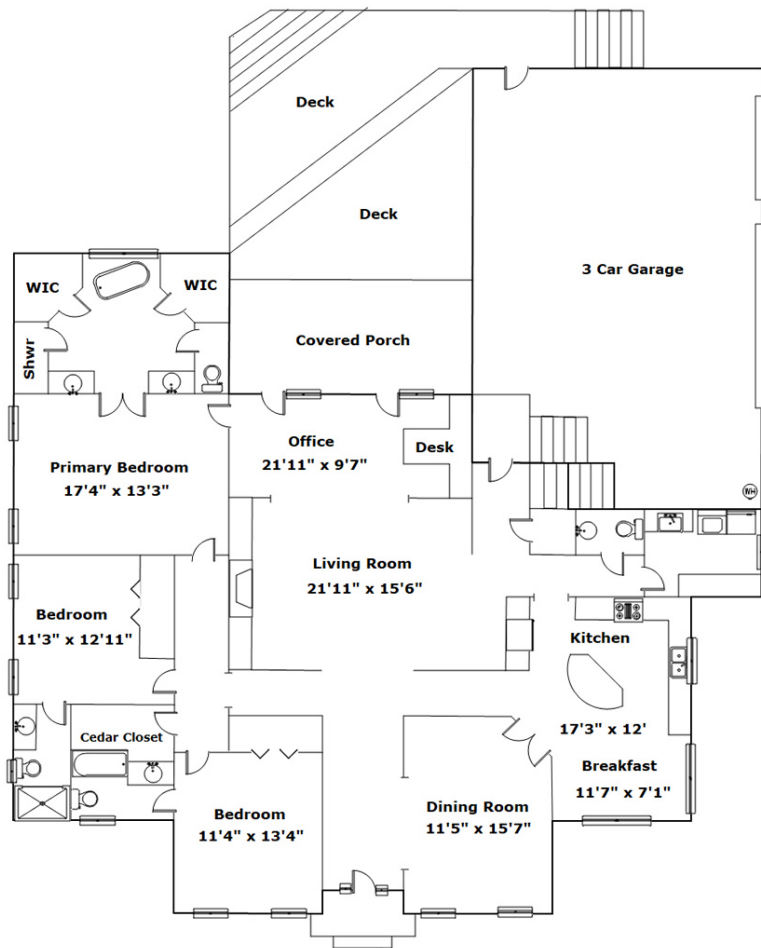 Deck
Deck
3 Car Garage
WIC
WIC
Shwr
Covered Porch
Office
21'11" x 9'7"
Desk
Primary Bedroom
17'4" x 13'3"
WH
Living Room
21'11" x 15'6"
Bedroom
11'3" x 12'11"
Kitchen
17'3" x 12'
Cedar Closet
Breakfast
11'7" x 7'1"
Bedroom
11'4" x 13'4"
Dining Room
11'5" x 15'7"